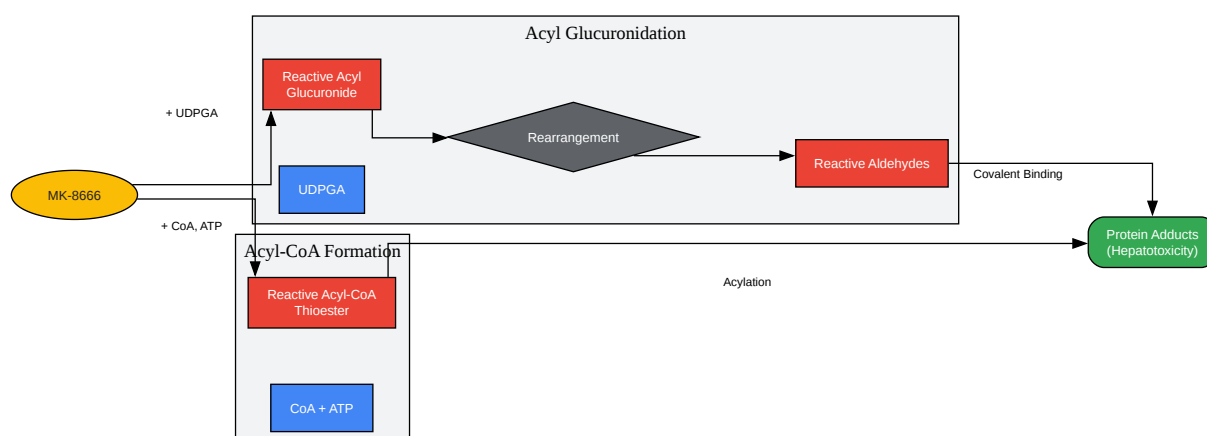 Acyl Glucuronidation
Reactive Acyl
Glucuronide
+ UDPGA
Rearrangement
Reactive Aldehydes
UDPGA
Covalent Binding
MK-8666
+ CoA, ATP
Protein Adducts
(Hepatotoxicity)
Acyl-CoA Formation
Acylation
Reactive Acyl-CoA
Thioester
CoA + ATP